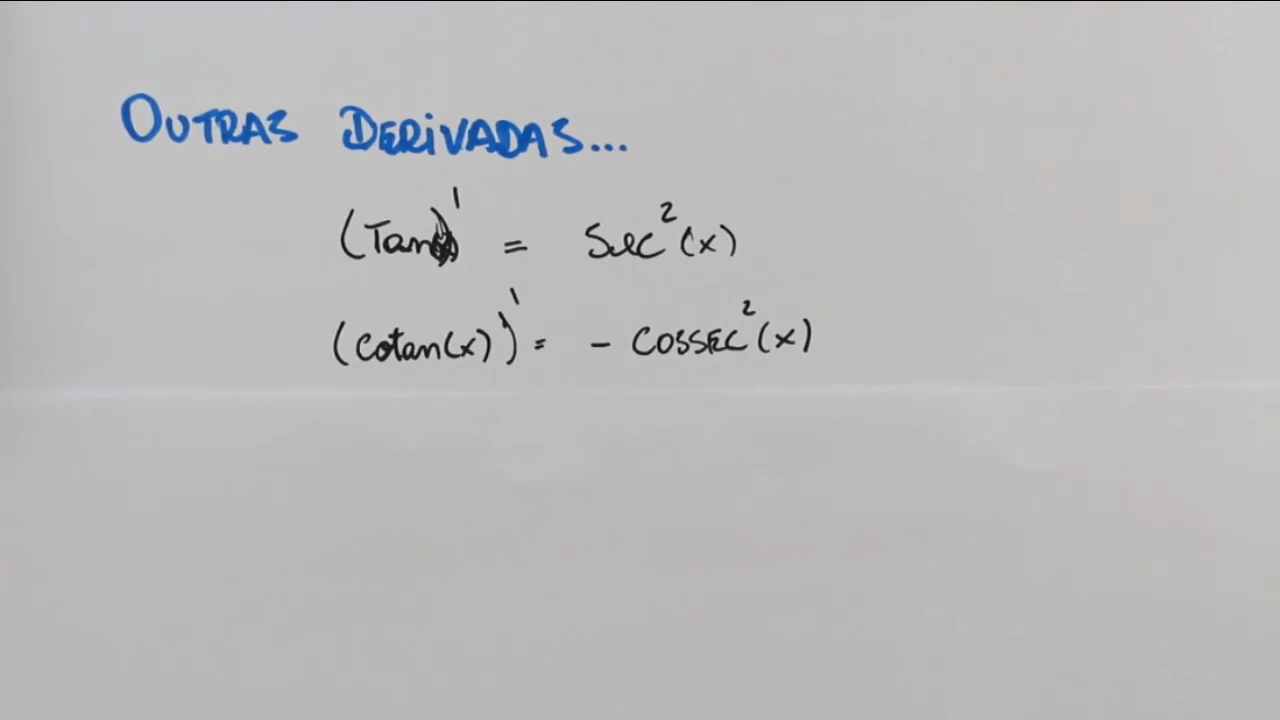 OUTRAS DERIVADAS...
(Tan)' = Sec²(x)
(cotan(x))' = - COSSEC²(x)